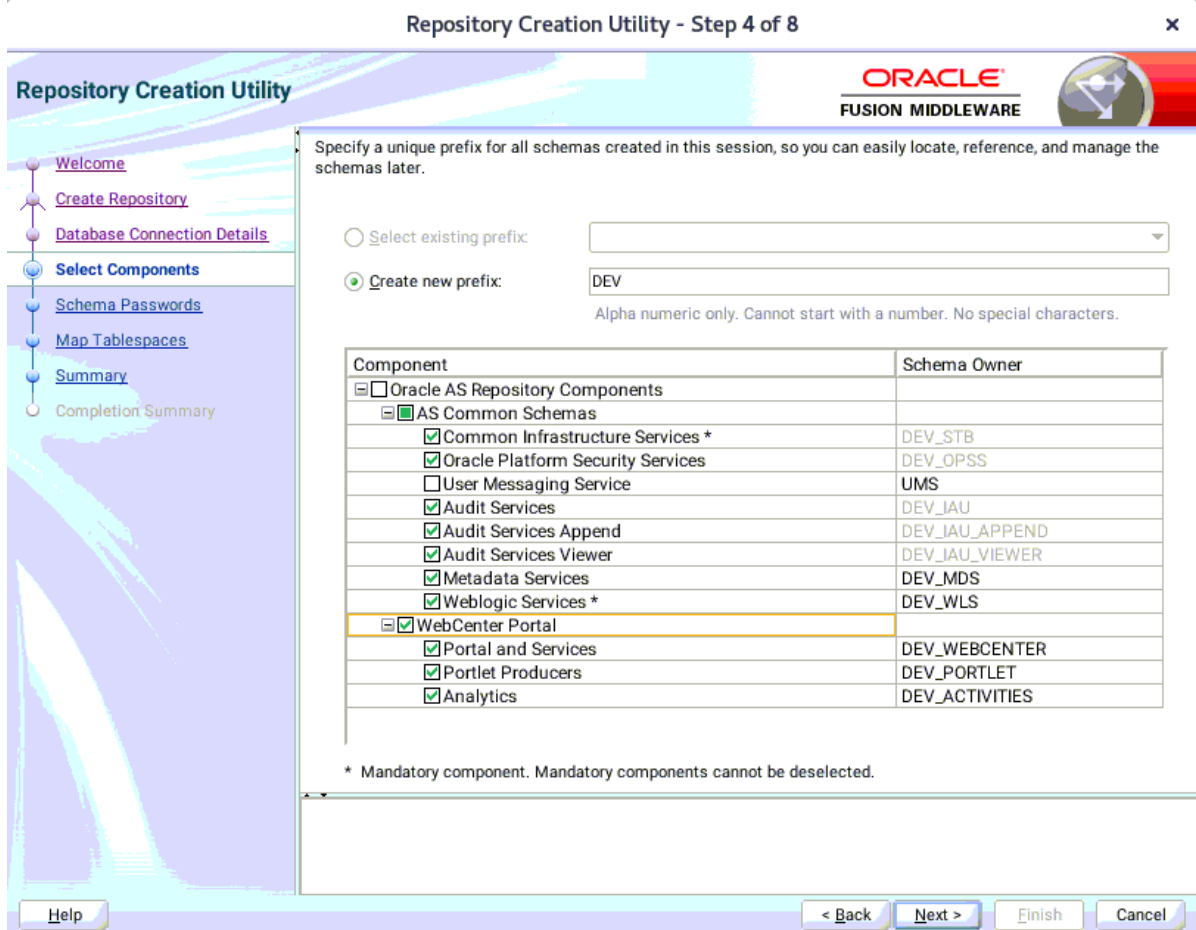 Repository Creation Utility - Step 4 of 8
Repository Creation Utility
ORACLE
FUSION MIDDLEWARE
Welcome
Create Repository
Database Connection Details
Select Components
Schema Passwords
Map Tablespaces
Summary
Completion Summary
Specify a unique prefix for all schemas created in this session, so you can easily locate, reference, and manage the
schemas later.
Select existing prefix:
Create new prefix: DEV
Alpha numeric only. Cannot start with a number. No special characters.
Component Schema Owner
Oracle AS Repository Components
AS Common Schemas
Common Infrastructure Services * DEV_STB
Oracle Platform Security Services DEV_OPSS
User Messaging Service UMS
Audit Services DEV_IAU
Audit Services Append DEV_IAU_APPEND
Audit Services Viewer DEV_IAU_VIEWER
Metadata Services DEV_MDS
Weblogic Services * DEV_WLS
WebCenter Portal
Portal and Services DEV_WEBCENTER
Portlet Producers DEV_PORTLET
Analytics DEV_ACTIVITIES
* Mandatory component. Mandatory components cannot be deselected.
Help < Back Next > Finish Cancel